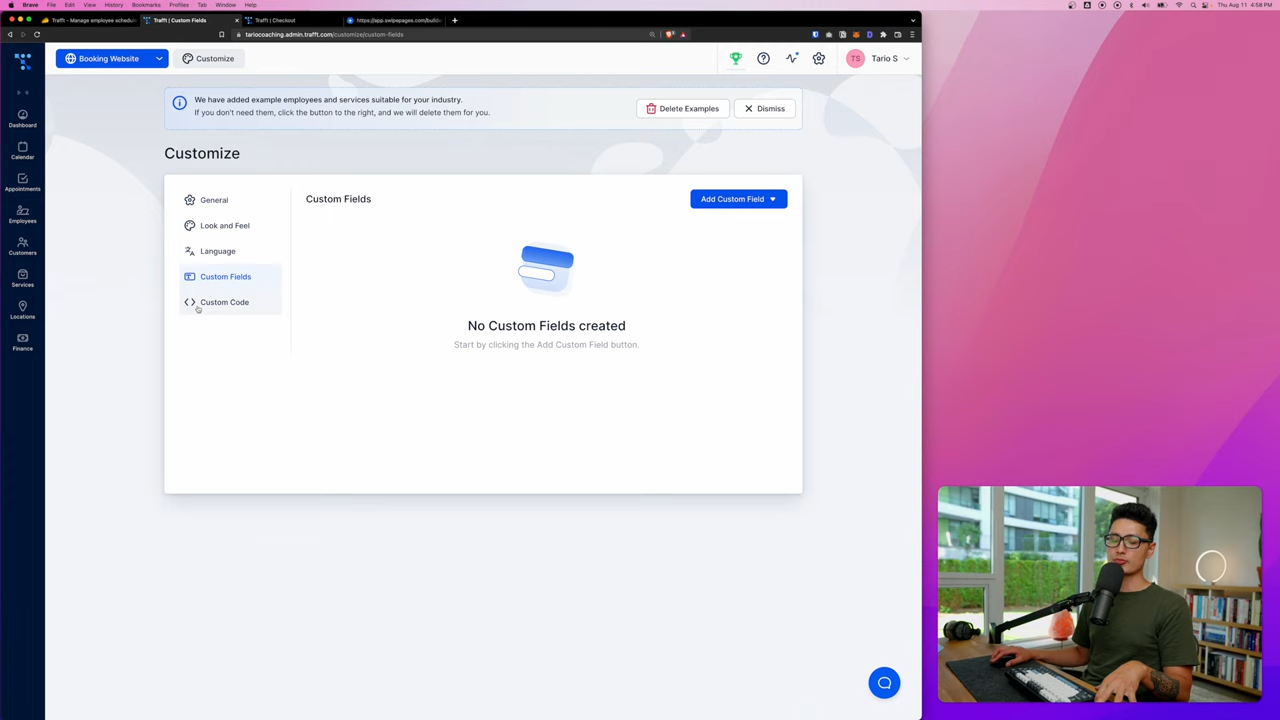 Brave File Edit View History Bookmarks Profiles Tab Window Help
Thu Aug 11 4:58 PM
Trafft – Manage employee schedul
Trafft | Custom Fields
Trafft | Checkout
https://app.swipepages.com/build
tariocoaching.admin.trafft.com/customize/custom-fields
Booking Website
Customize
TS
Tario S
We have added example employees and services suitable for your industry.
If you don't need them, click the button to the right, and we will delete them for you.
Delete Examples
Dismiss
Dashboard
Calendar
Appointments
Employees
Customers
Services
Locations
Finance
Customize
General
Look and Feel
Language
Custom Fields
Custom Code
Custom Fields
Add Custom Field
No Custom Fields created
Start by clicking the Add Custom Field button.